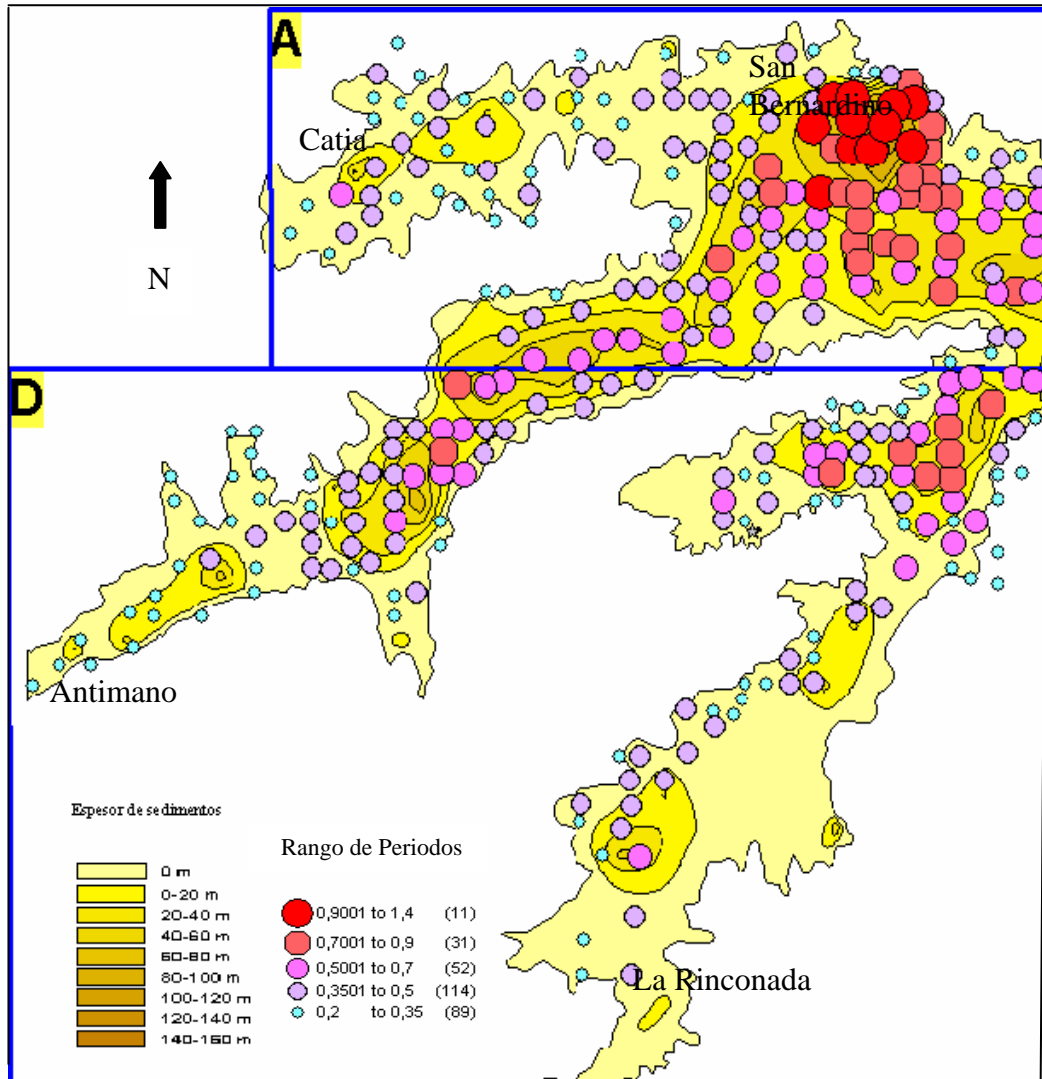 A
San
Bernardino
Catia
N
D
Antimano
Espesor de sedimentos
0 m
0-20 m
20-40 m
40-60 m
60-80 m
80-100 m
100-120 m
120-140 m
140-160 m
Rango de Periodos
0,9001 to 1,4 (11)
0,7001 to 0,9 (31)
0,5001 to 0,7 (52)
0,3501 to 0,5 (114)
0,2 to 0,35 (89)
La Rinconada